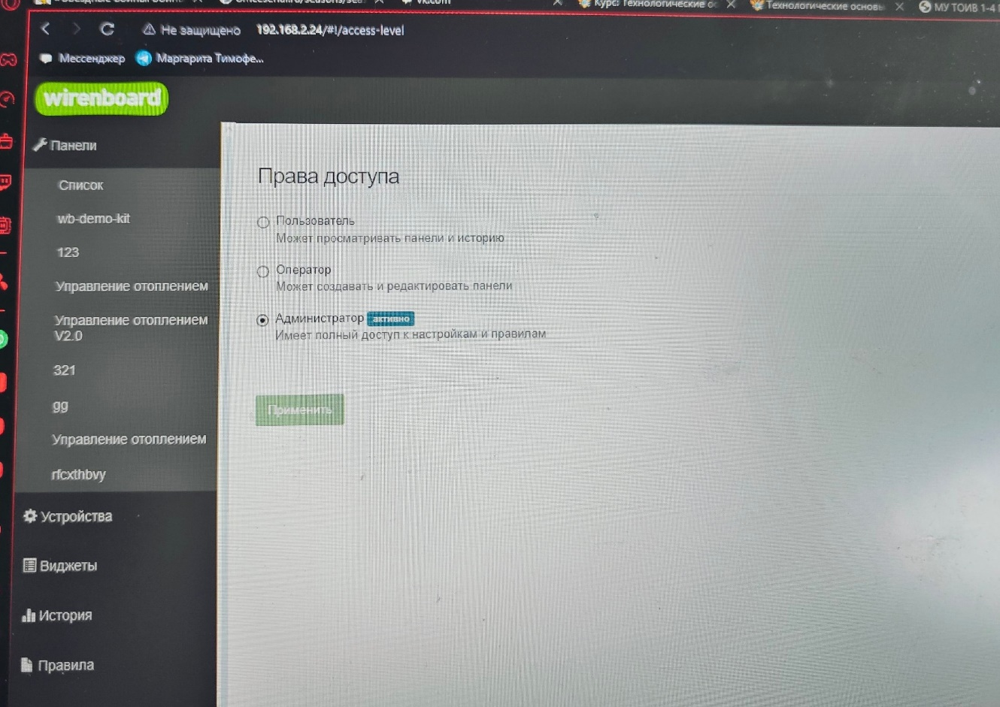 Курс: Технологические ос
Технологические основы
МУ ТОИВ 1-4
Не защищено 192.168.2.24/#!/access-level
Мессенджер Маргарита Тимофе...
wirenboard
Панели
Список
wb-demo-kit
123
Управление отоплением
Управление отоплением
V2.0
321
gg
Управление отоплением
rfcxthbvy
Устройства
Виджеты
История
Правила
Права доступа
Пользователь
Может просматривать панели и историю
Оператор
Может создавать и редактировать панели
Администратор активно
Имеет полный доступ к настройкам и правилам
Применить